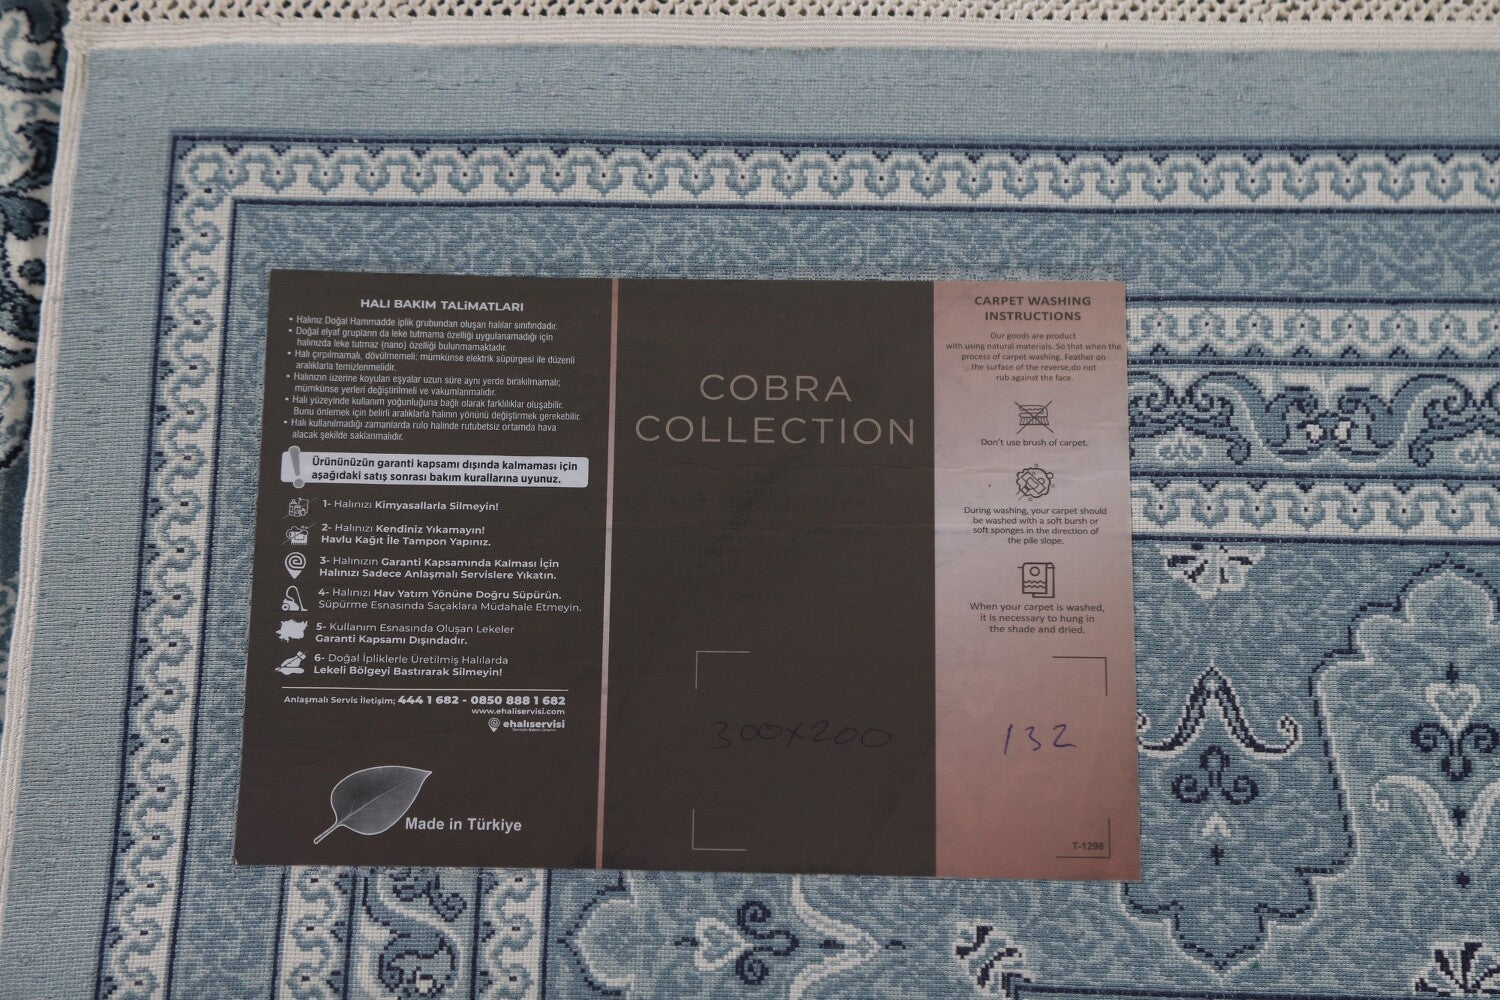 HALI BAKIM TALİMATLARI
• Halınız Doğal Hammadde iplik grubundan oluşan halılar sınıfındadır.
• Doğal elyaf grupların da leke tutmama özelliği uygulanamadığı için
halınızda leke tutmaz (nano) özelliği bulunmamaktadır.
• Halı çırpılmamalı, dövülmemeli; mümkünse elektrik süpürgesi ile düzenli
aralıklarla temizlenmelidir.
• Halınızın üzerine koyulan eşyalar uzun süre aynı yerde bırakılmamalı;
mümkünse yerleri değiştirilmeli ve vakumlanmalıdır.
• Halı yüzeyinde kullanım yoğunluğuna bağlı olarak farklılıklar oluşabilir.
Bunu önlemek için belirli aralıklarla halının yönünü değiştirmek gerekebilir.
• Halı kullanılmadığı zamanlarda rulo halinde rutubetsiz ortamda hava
alacak şekilde saklanmalıdır.
Ürününüzün garanti kapsamı dışında kalmaması için
aşağıdaki satış sonrası bakım kurallarına uyunuz.
1- Halınızı Kimyasallarla Silmeyin!
2- Halınızı Kendiniz Yıkamayın!
Havlu Kağıt İle Tampon Yapınız.
3- Halınızın Garanti Kapsamında Kalması İçin
Halınızı Sadece Anlaşmalı Servislere Yıkatın.
4- Halınızı Hav Yatım Yönüne Doğru Süpürün.
Süpürme Esnasında Saçaklara Müdahale Etmeyin.
5- Kullanım Esnasında Oluşan Lekeler
Garanti Kapsamı Dışındadır.
6- Doğal İpliklerle Üretilmiş Halılarda
Lekeli Bölgeyi Bastırarak Silmeyin!
Anlaşmalı Servis İletişim; 444 1 682 - 0850 888 1 682
www.ehaliservisi.com
ehalıservisi
Made in Türkiye
COBRA
COLLECTION
300x200
CARPET WASHING
INSTRUCTIONS
Our goods are product
with using natural materials. So that when the
process of carpet washing. Feather on
the surface of the reverse,do not
rub against the face.
Don't use brush of carpet.
During washing, your carpet should
be washed with a soft bursh or
soft sponges in the direction of
the pile slope.
When your carpet is washed,
it is necessary to hung in
the shade and dried.
132
T-1298